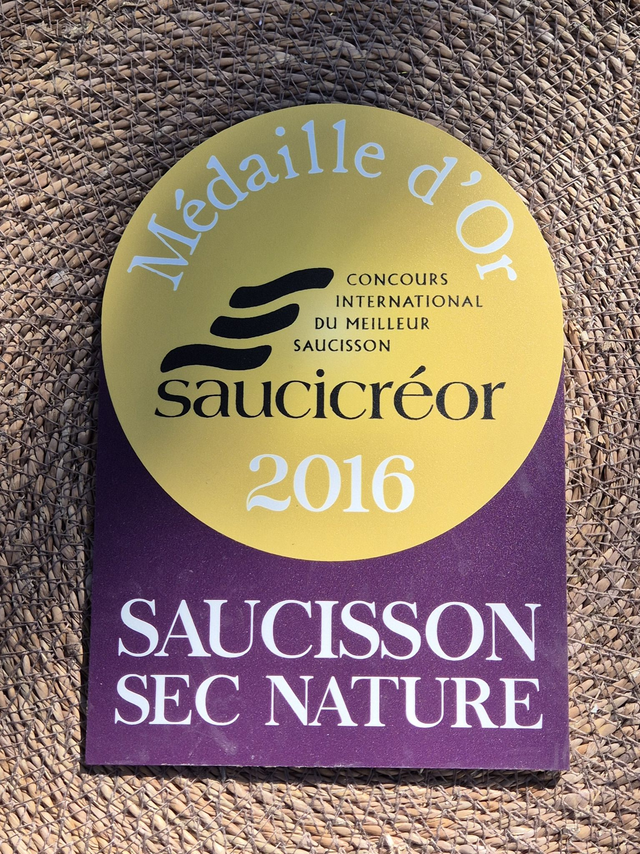 Médaille d'Or
CONCOURS
INTERNATIONAL
DU MEILLEUR
SAUCISSON
saucicréor
2016
SAUCISSON
SEC NATURE